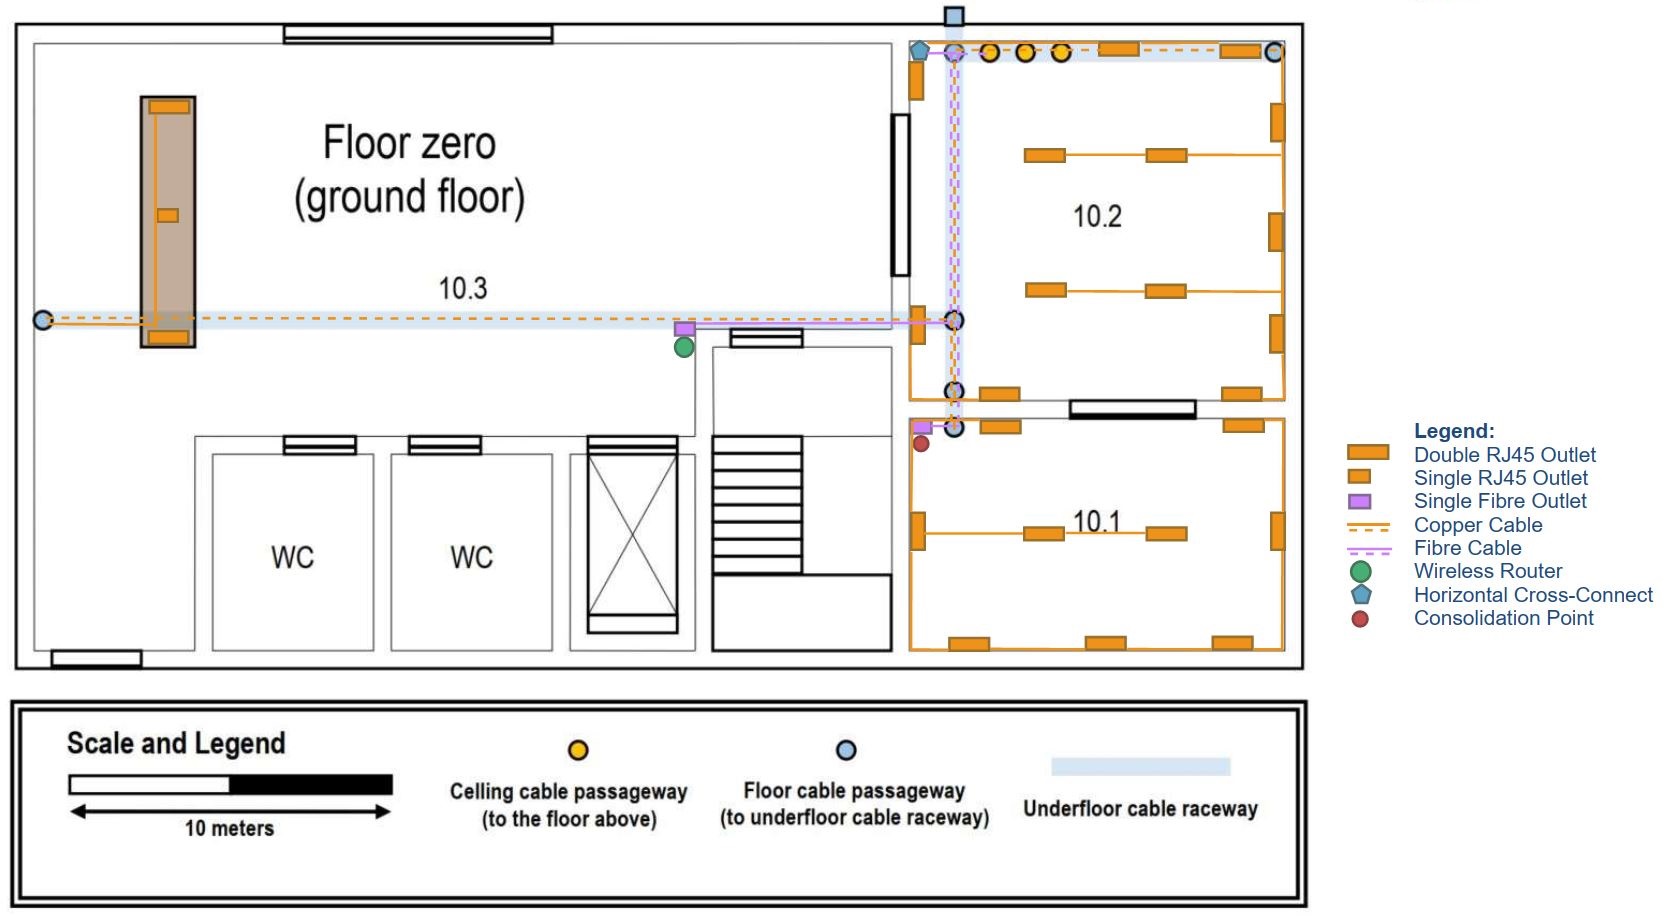 Floor zero
(ground floor)
10.3
10.2
10.1
WC
WC
Legend:
Double RJ45 Outlet
Single RJ45 Outlet
Single Fibre Outlet
Copper Cable
Fibre Cable
Wireless Router
Horizontal Cross-Connect
Consolidation Point
Scale and Legend
10 meters
Celling cable passageway
(to the floor above)
Floor cable passageway
(to underfloor cable raceway)
Underfloor cable raceway